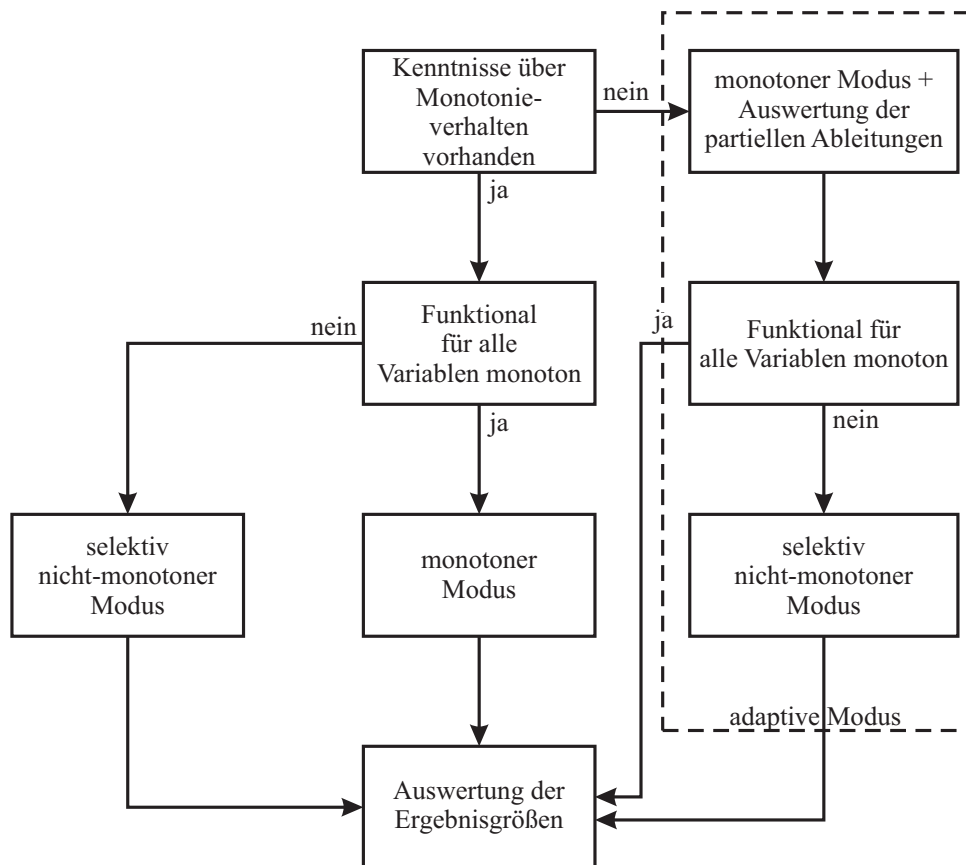 Kenntnisse über
Monotonie-
verhalten
vorhanden
nein
monotoner Modus +
Auswertung der
partiellen Ableitungen
ja
Funktional
für alle
Variablen monoton
nein
ja
Funktional für
alle Variablen monoton
ja
nein
selektiv
nicht-monotoner
Modus
monotoner
Modus
selektiv
nicht-monotoner
Modus
adaptive Modus
Auswertung der
Ergebnisgrößen